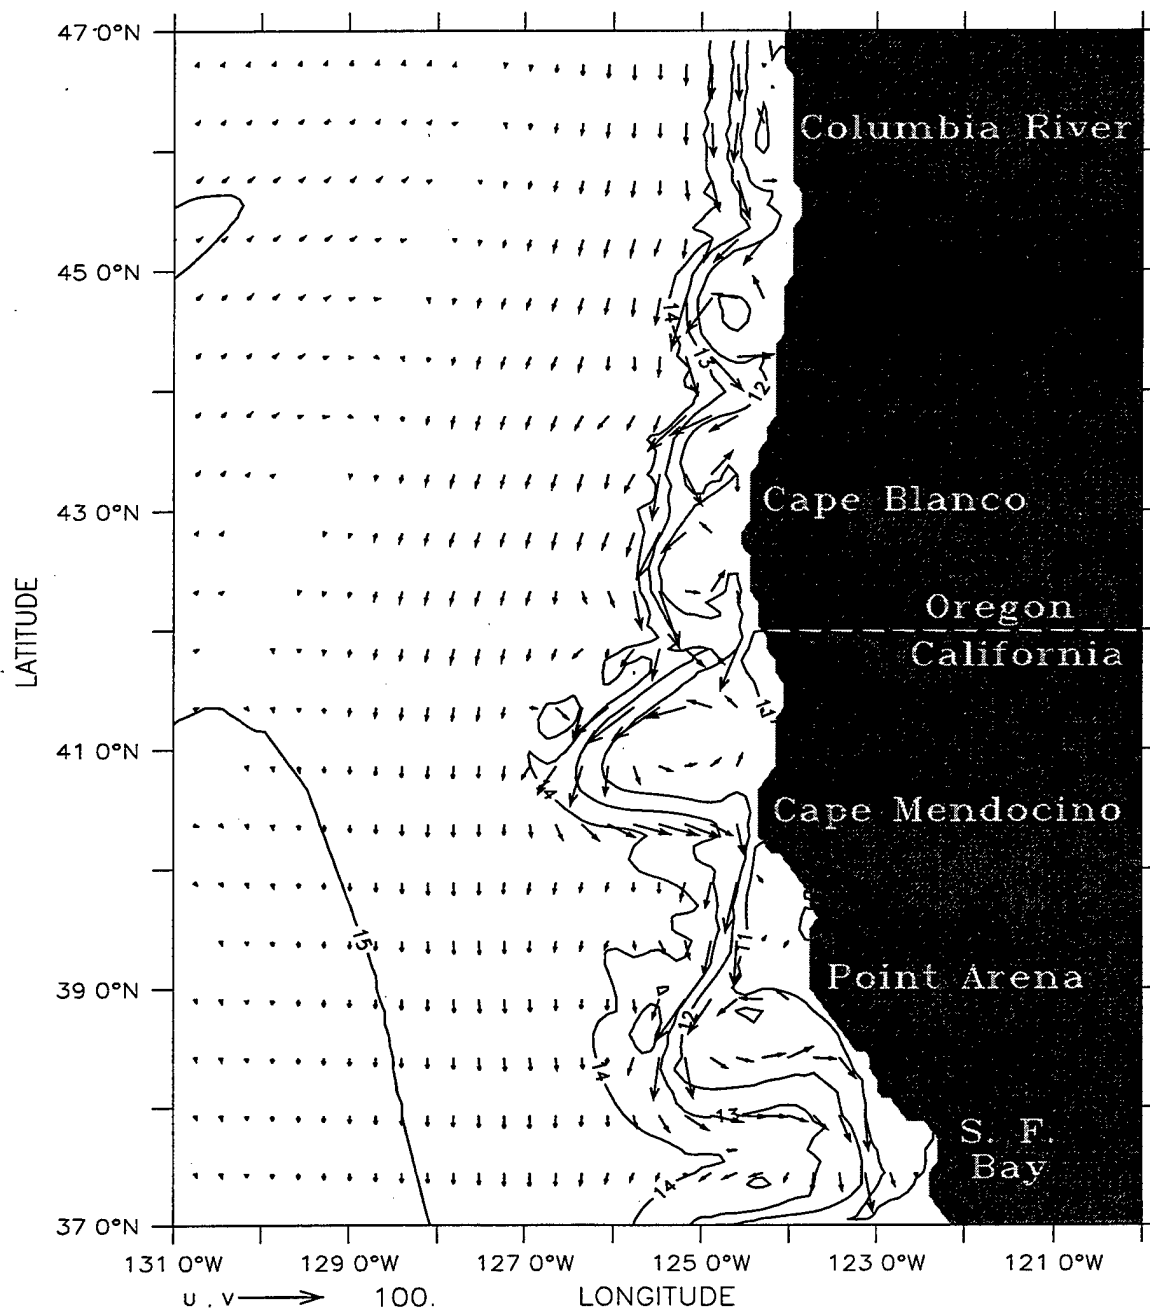 47 0°N
Columbia River
45 0°N
14
13
12
Cape Blanco
43 0°N
Oregon
California
11
41 0°N
14
Cape Mendocino
15
11
Point Arena
39 0°N
12
14
13
S. F.
Bay
14
37 0°N
LATITUDE
131 0°W 129 0°W 127 0°W 125 0°W 123 0°W 121 0°W
u , v 100.
LONGITUDE